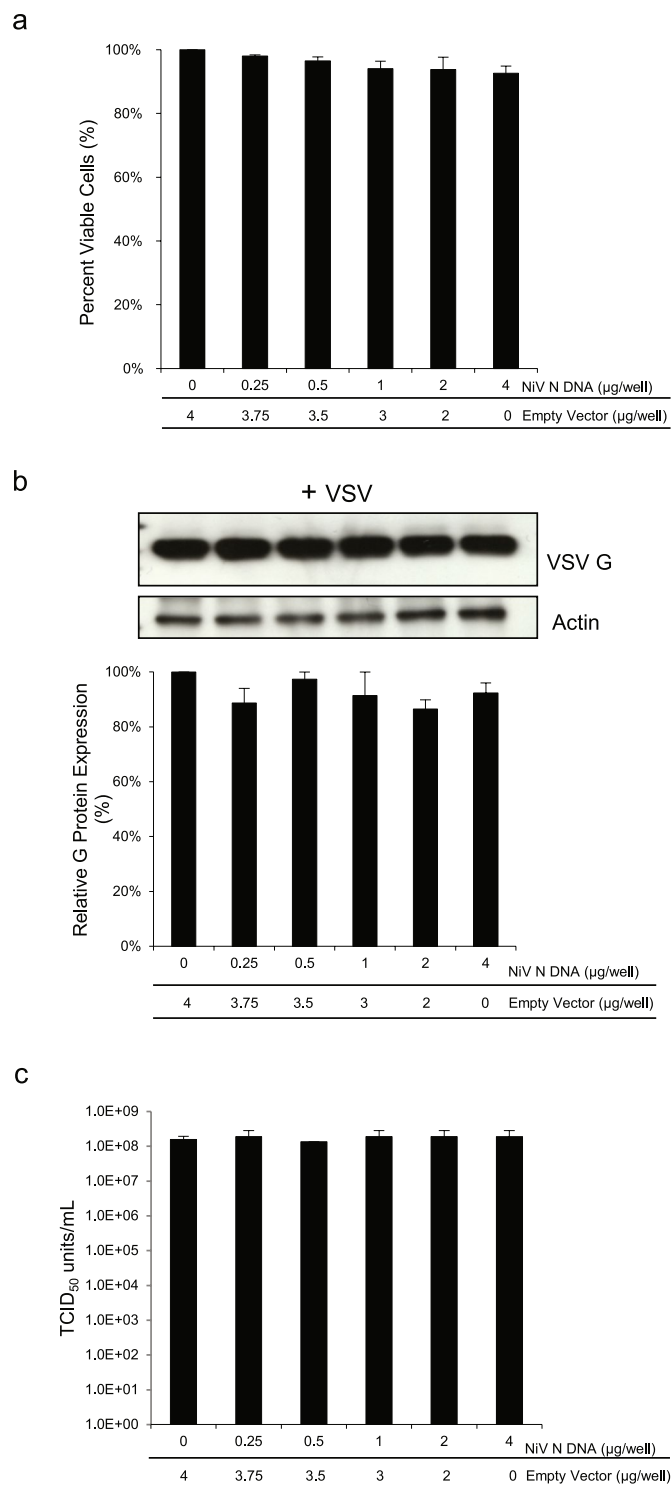 a
100%
80%
60%
40%
20%
0%
Percent Viable Cells (%)
0 0.25 0.5 1 2 4 NiV N DNA (µg/well)
4 3.75 3.5 3 2 0 Empty Vector (µg/well)
b
+ VSV
VSV G
Actin
100%
80%
60%
40%
20%
0%
Relative G Protein Expression
(%)
0 0.25 0.5 1 2 4 NiV N DNA (µg/well)
4 3.75 3.5 3 2 0 Empty Vector (µg/well)
c
1.0E+09
1.0E+08
1.0E+07
1.0E+06
1.0E+05
1.0E+04
1.0E+03
1.0E+02
1.0E+01
1.0E+00
TCID50 units/mL
0 0.25 0.5 1 2 4 NiV N DNA (µg/well)
4 3.75 3.5 3 2 0 Empty Vector (µg/well)